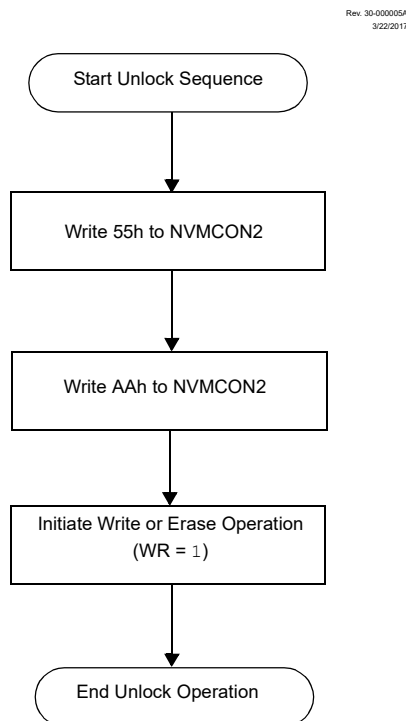 Rev. 30-000005A
3/22/2017
Start Unlock Sequence
Write 55h to NVMCON2
Write AAh to NVMCON2
Initiate Write or Erase Operation
(WR = 1)
End Unlock Operation